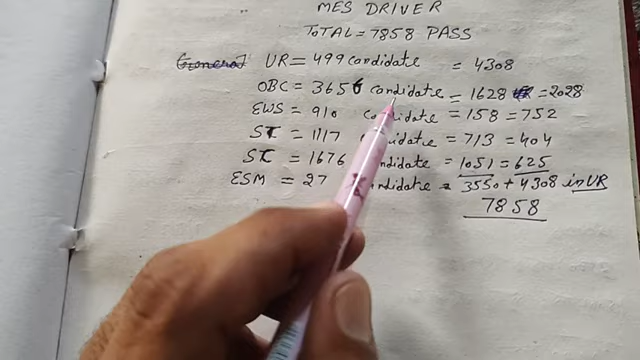 MES DRIVER
TOTAL = 7858 PASS
General UR = 499 candidate = 4308
OBC = 3656 candidate = 1628 = 2028
EWS = 910 candidate = 158 = 752
ST = 1117 candidate = 713 = 404
SC = 1676 candidate = 1051 = 625
ESM = 27 candidate = 3550 + 4308 in UR
7858